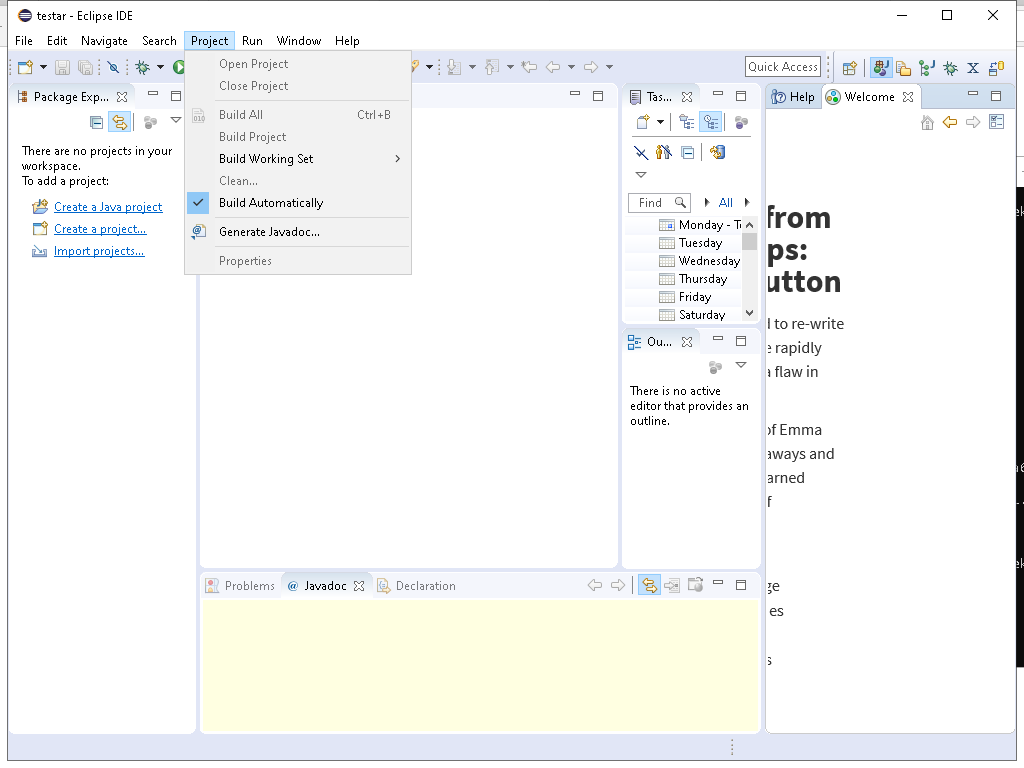 testar - Eclipse IDE
File Edit Navigate Search Project Run Window Help
Quick Access
Open Project
Close Project
Build All Ctrl+B
Build Project
Build Working Set
Clean...
Build Automatically
Generate Javadoc...
Properties
Package Exp...
There are no projects in your
workspace.
To add a project:
Create a Java project
Create a project...
Import projects...
Tas...
Find
All
Monday - T
Tuesday
Wednesday
Thursday
Friday
Saturday
Ou...
There is no active
editor that provides an
outline.
Help
Welcome
from
ps:
utton
to re-write
e rapidly
a flaw in
of Emma
aways and
arned
f
ge
es
s
Problems
@ Javadoc
Declaration